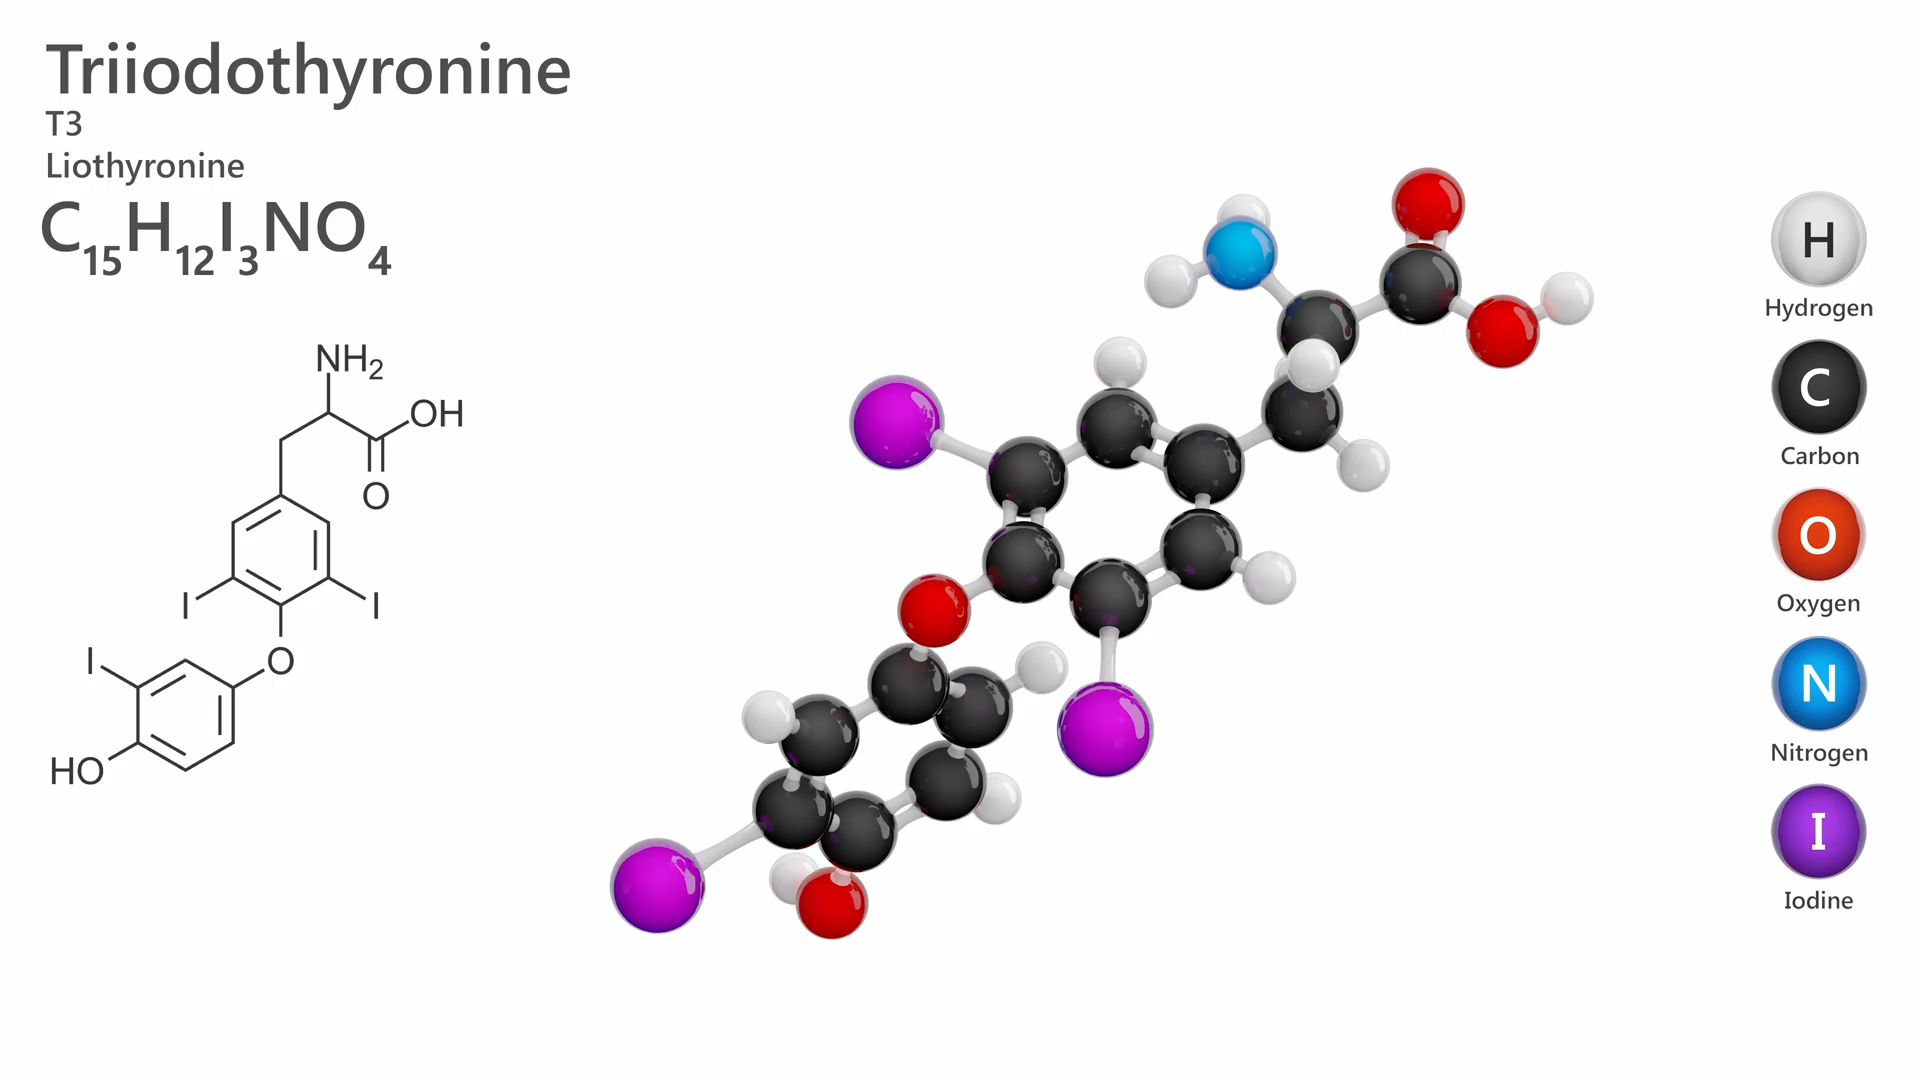 Triiodothyronine
T3
Liothyronine
C₁₅H₁₂I₃NO₄
NH₂
OH
O
I
I
I
O
HO
H
Hydrogen
C
Carbon
O
Oxygen
N
Nitrogen
I
Iodine